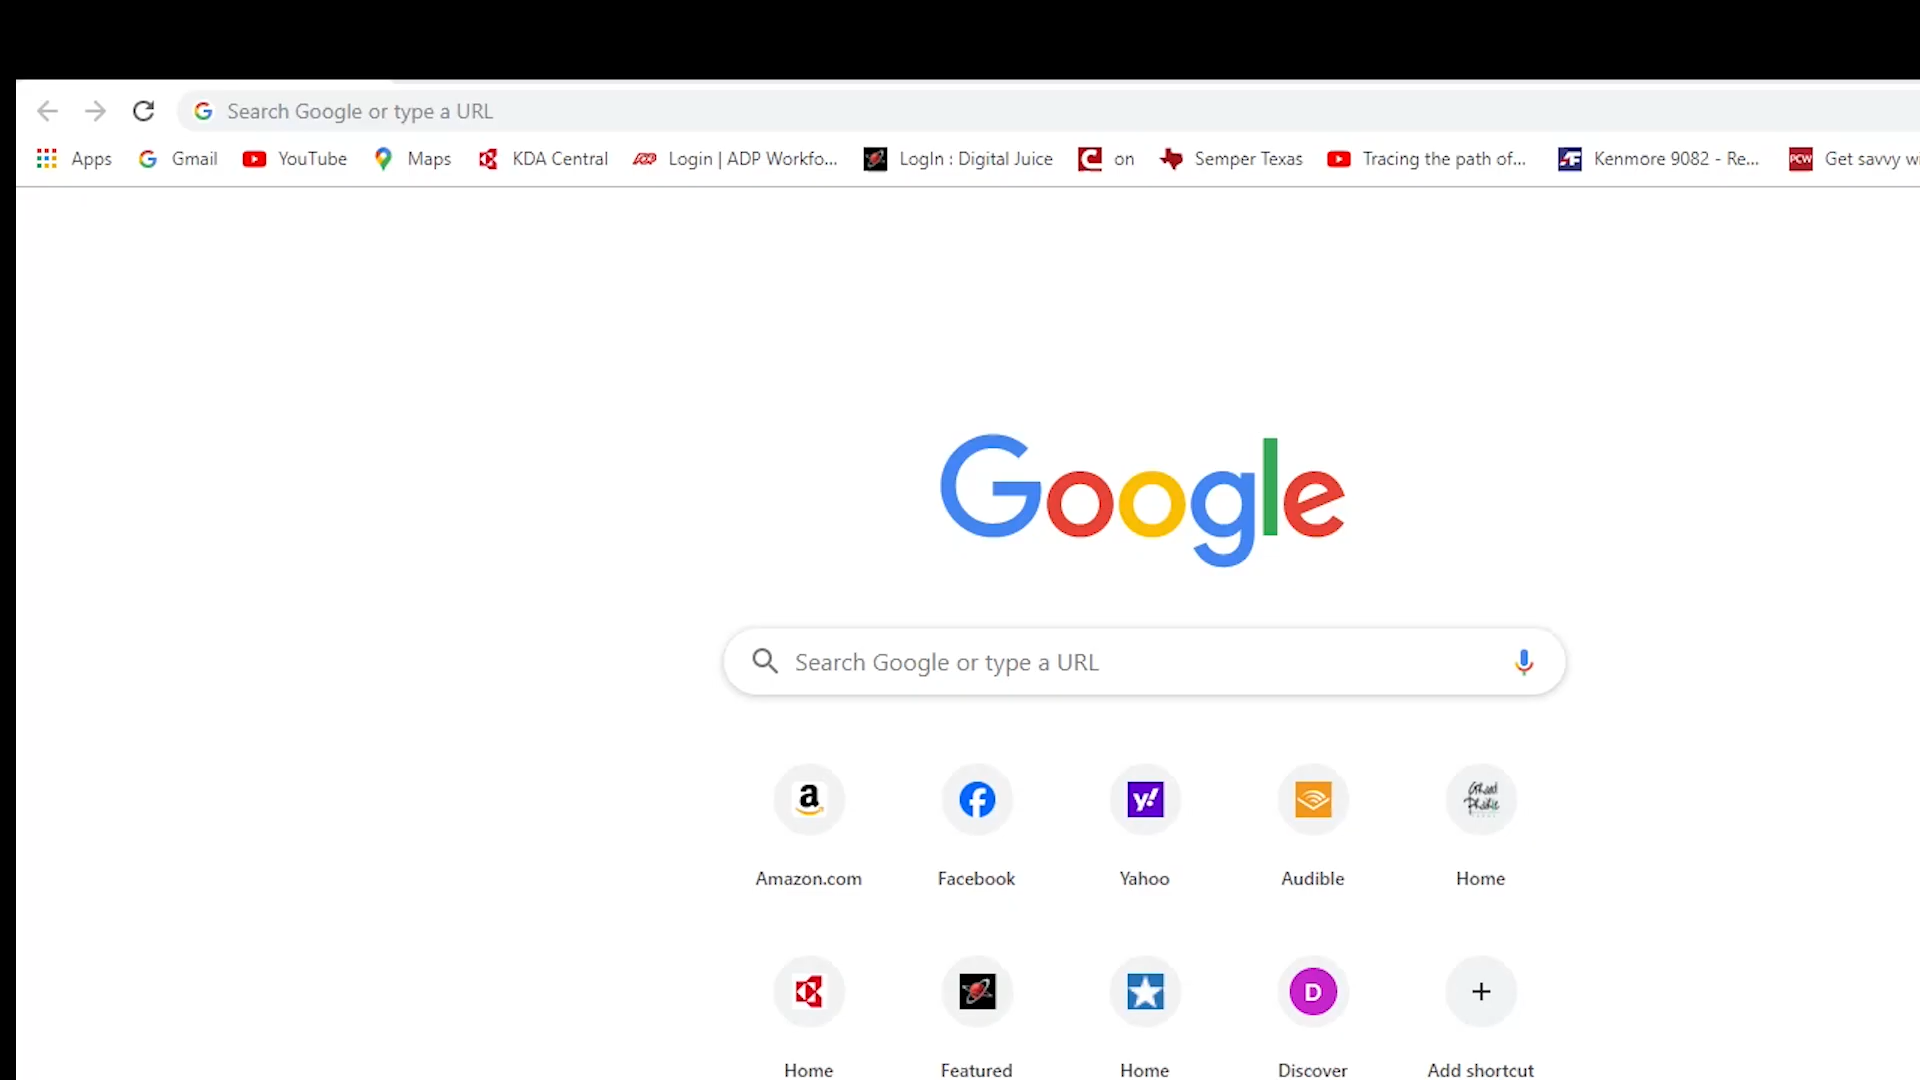 Search Google or type a URL
Apps Gmail YouTube Maps KDA Central Login | ADP Workfo... LogIn : Digital Juice on Semper Texas Tracing the path of... Kenmore 9082 - Re... PCW Get savvy wi
Google
Search Google or type a URL
Amazon.com Facebook Yahoo Audible Home
D
Home Featured Home Discover Add shortcut